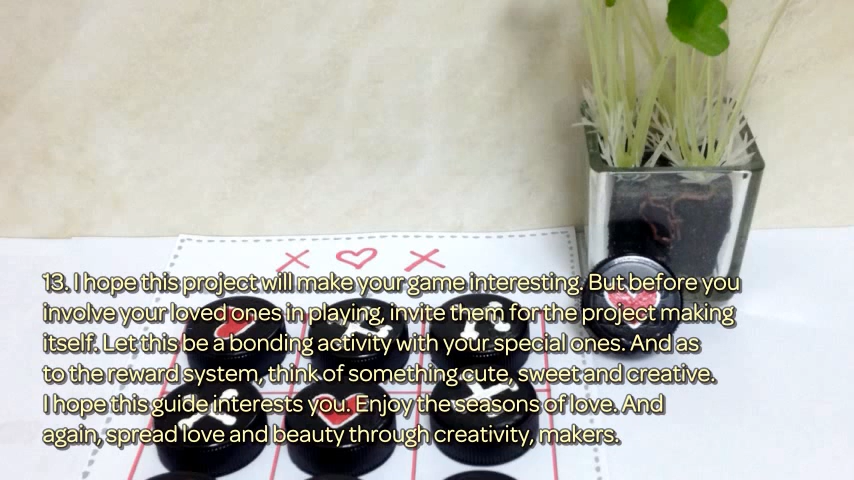 X ♡ X
13. I hope this project will make your game interesting. But before you
involve your loved ones in playing, invite them for the project making
itself. Let this be a bonding activity with your special ones. And as
to the reward system, think of something cute, sweet and creative.
I hope this guide interests you. Enjoy the seasons of love. And
again, spread love and beauty through creativity, makers.